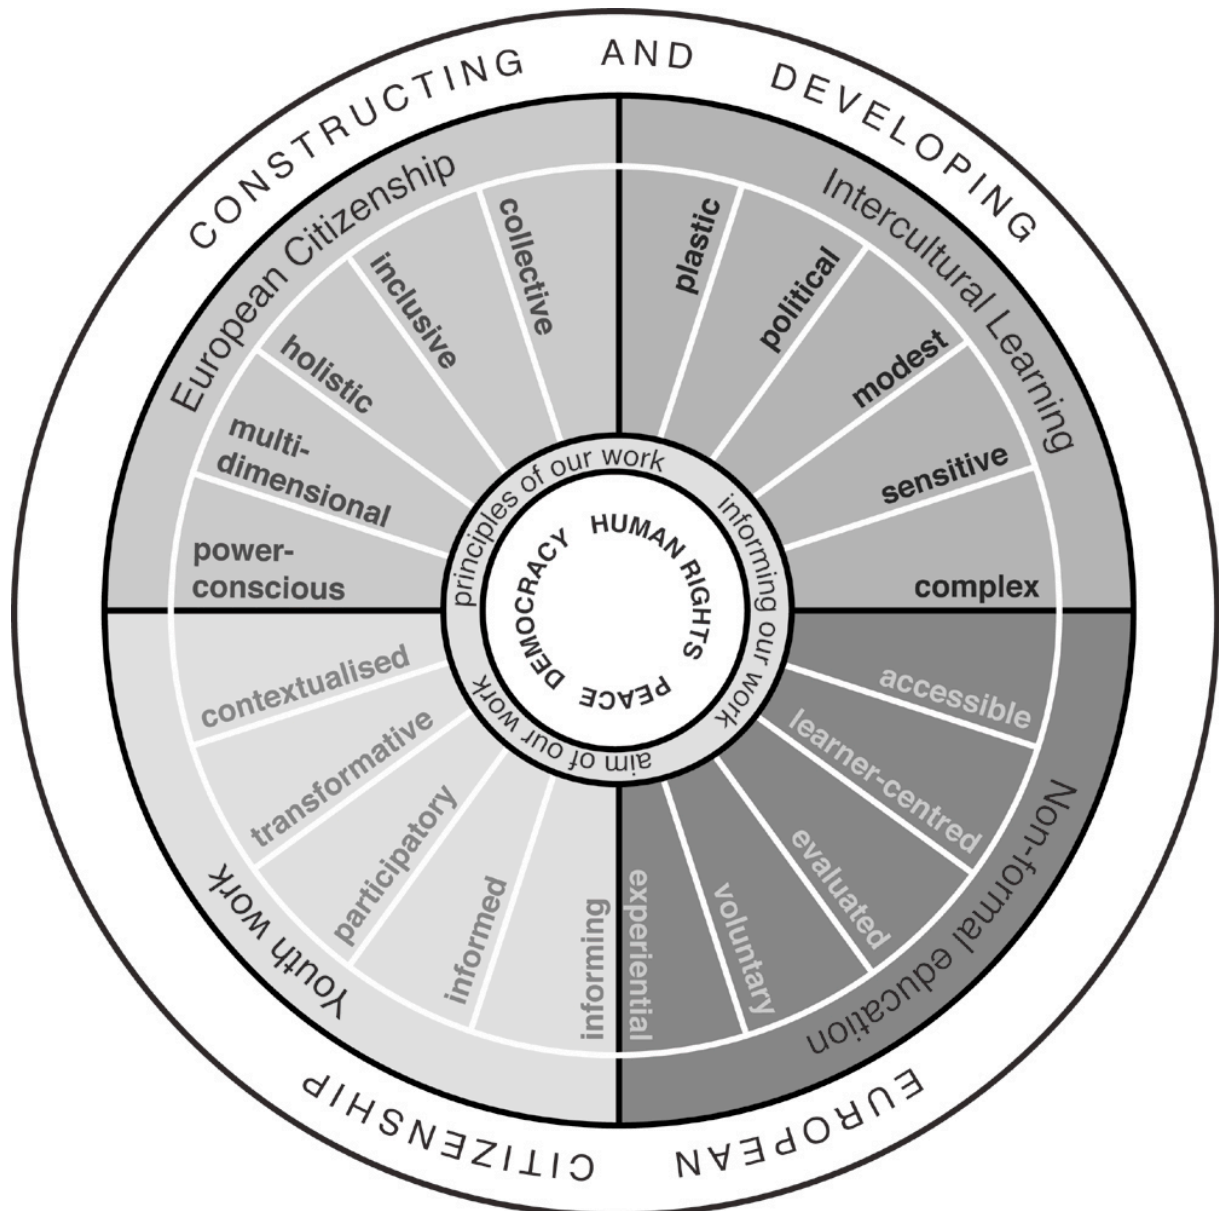 CONSTRUCTING AND DEVELOPING
EUROPEAN CITIZENSHIP
European Citizenship
collective
inclusive
holistic
multi-
dimensional
power-
conscious
Intercultural Learning
plastic
political
modest
sensitive
complex
Non-formal education
accessible
learner-centred
evaluated
voluntary
experiential
Youth work
informing
informed
participatory
transformative
contextualised
principles of our work
informing our work
aim of our work
HUMAN RIGHTS
PEACE
DEMOCRACY